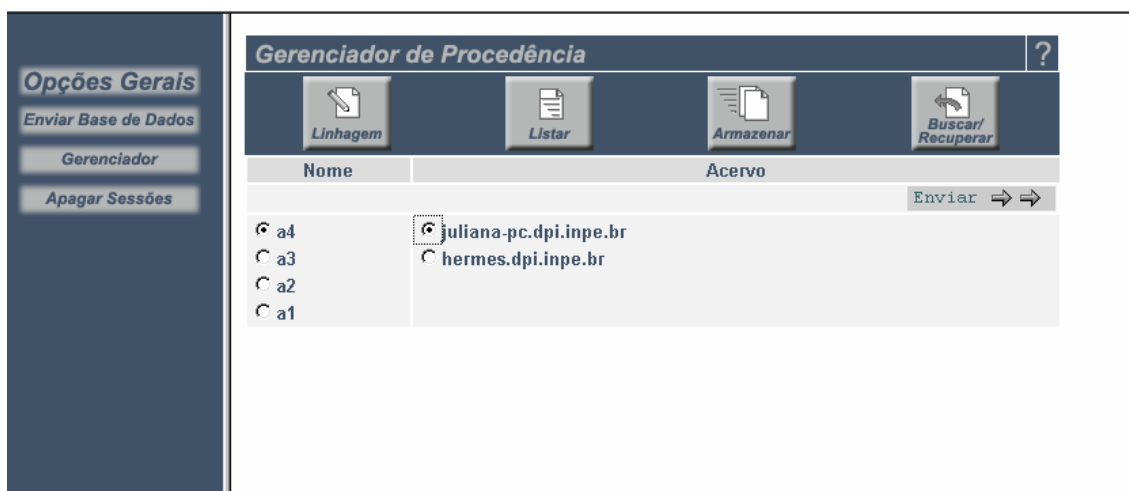 Opções Gerais
Enviar Base de Dados
Gerenciador
Apagar Sessões
Gerenciador de Procedência ?
Linhagem Listar Armazenar Buscar/
Recuperar
Nome Acervo
Enviar
a4 juliana-pc.dpi.inpe.br
a3 hermes.dpi.inpe.br
a2
a1